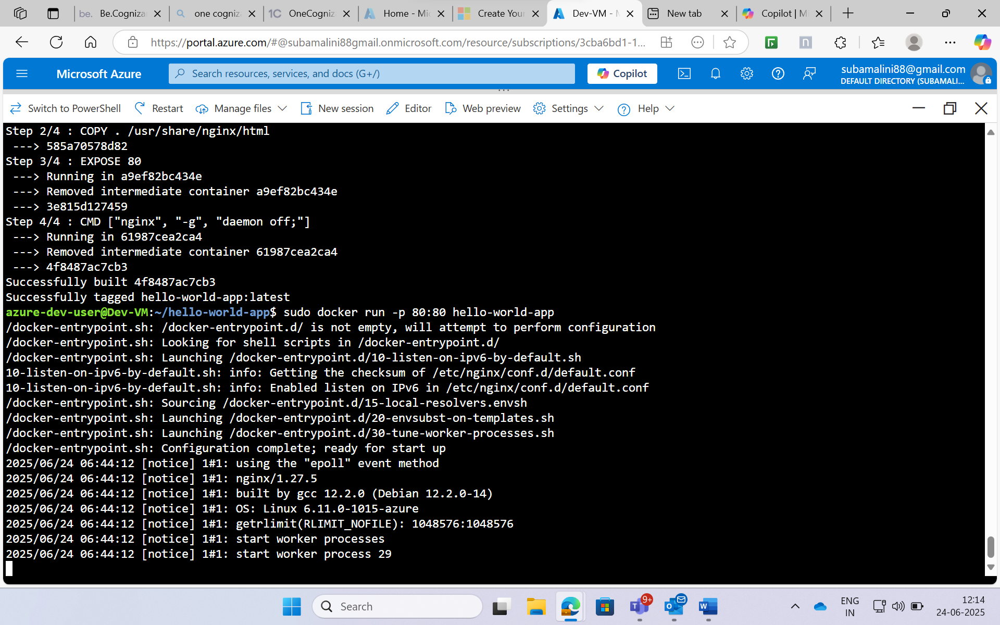 be. Be.Cogniza
one cogniza
1C OneCogniz
Home - Mic
Create Your
Dev-VM - M
New tab
Copilot | Mi
https://portal.azure.com/#@subamalini88gmail.onmicrosoft.com/resource/subscriptions/3cba6bd1-1...
n
Microsoft Azure
Search resources, services, and docs (G+/)
Copilot
subamalini88@gmail.com
DEFAULT DIRECTORY (SUBAMALI...
Switch to PowerShell
Restart
Manage files
New session
Editor
Web preview
Settings
Help
Step 2/4 : COPY . /usr/share/nginx/html
---> 585a70578d82
Step 3/4 : EXPOSE 80
---> Running in a9ef82bc434e
---> Removed intermediate container a9ef82bc434e
---> 3e815d127459
Step 4/4 : CMD ["nginx", "-g", "daemon off;"]
---> Running in 61987cea2ca4
---> Removed intermediate container 61987cea2ca4
---> 4f8487ac7cb3
Successfully built 4f8487ac7cb3
Successfully tagged hello-world-app:latest
azure-dev-user@Dev-VM:~/hello-world-app$ sudo docker run -p 80:80 hello-world-app
/docker-entrypoint.sh: /docker-entrypoint.d/ is not empty, will attempt to perform configuration
/docker-entrypoint.sh: Looking for shell scripts in /docker-entrypoint.d/
/docker-entrypoint.sh: Launching /docker-entrypoint.d/10-listen-on-ipv6-by-default.sh
10-listen-on-ipv6-by-default.sh: info: Getting the checksum of /etc/nginx/conf.d/default.conf
10-listen-on-ipv6-by-default.sh: info: Enabled listen on IPv6 in /etc/nginx/conf.d/default.conf
/docker-entrypoint.sh: Sourcing /docker-entrypoint.d/15-local-resolvers.envsh
/docker-entrypoint.sh: Launching /docker-entrypoint.d/20-envsubst-on-templates.sh
/docker-entrypoint.sh: Launching /docker-entrypoint.d/30-tune-worker-processes.sh
/docker-entrypoint.sh: Configuration complete; ready for start up
2025/06/24 06:44:12 [notice] 1#1: using the "epoll" event method
2025/06/24 06:44:12 [notice] 1#1: nginx/1.27.5
2025/06/24 06:44:12 [notice] 1#1: built by gcc 12.2.0 (Debian 12.2.0-14)
2025/06/24 06:44:12 [notice] 1#1: OS: Linux 6.11.0-1015-azure
2025/06/24 06:44:12 [notice] 1#1: getrlimit(RLIMIT_NOFILE): 1048576:1048576
2025/06/24 06:44:12 [notice] 1#1: start worker processes
2025/06/24 06:44:12 [notice] 1#1: start worker process 29
Search
9+
ENG
IN
12:14
24-06-2025